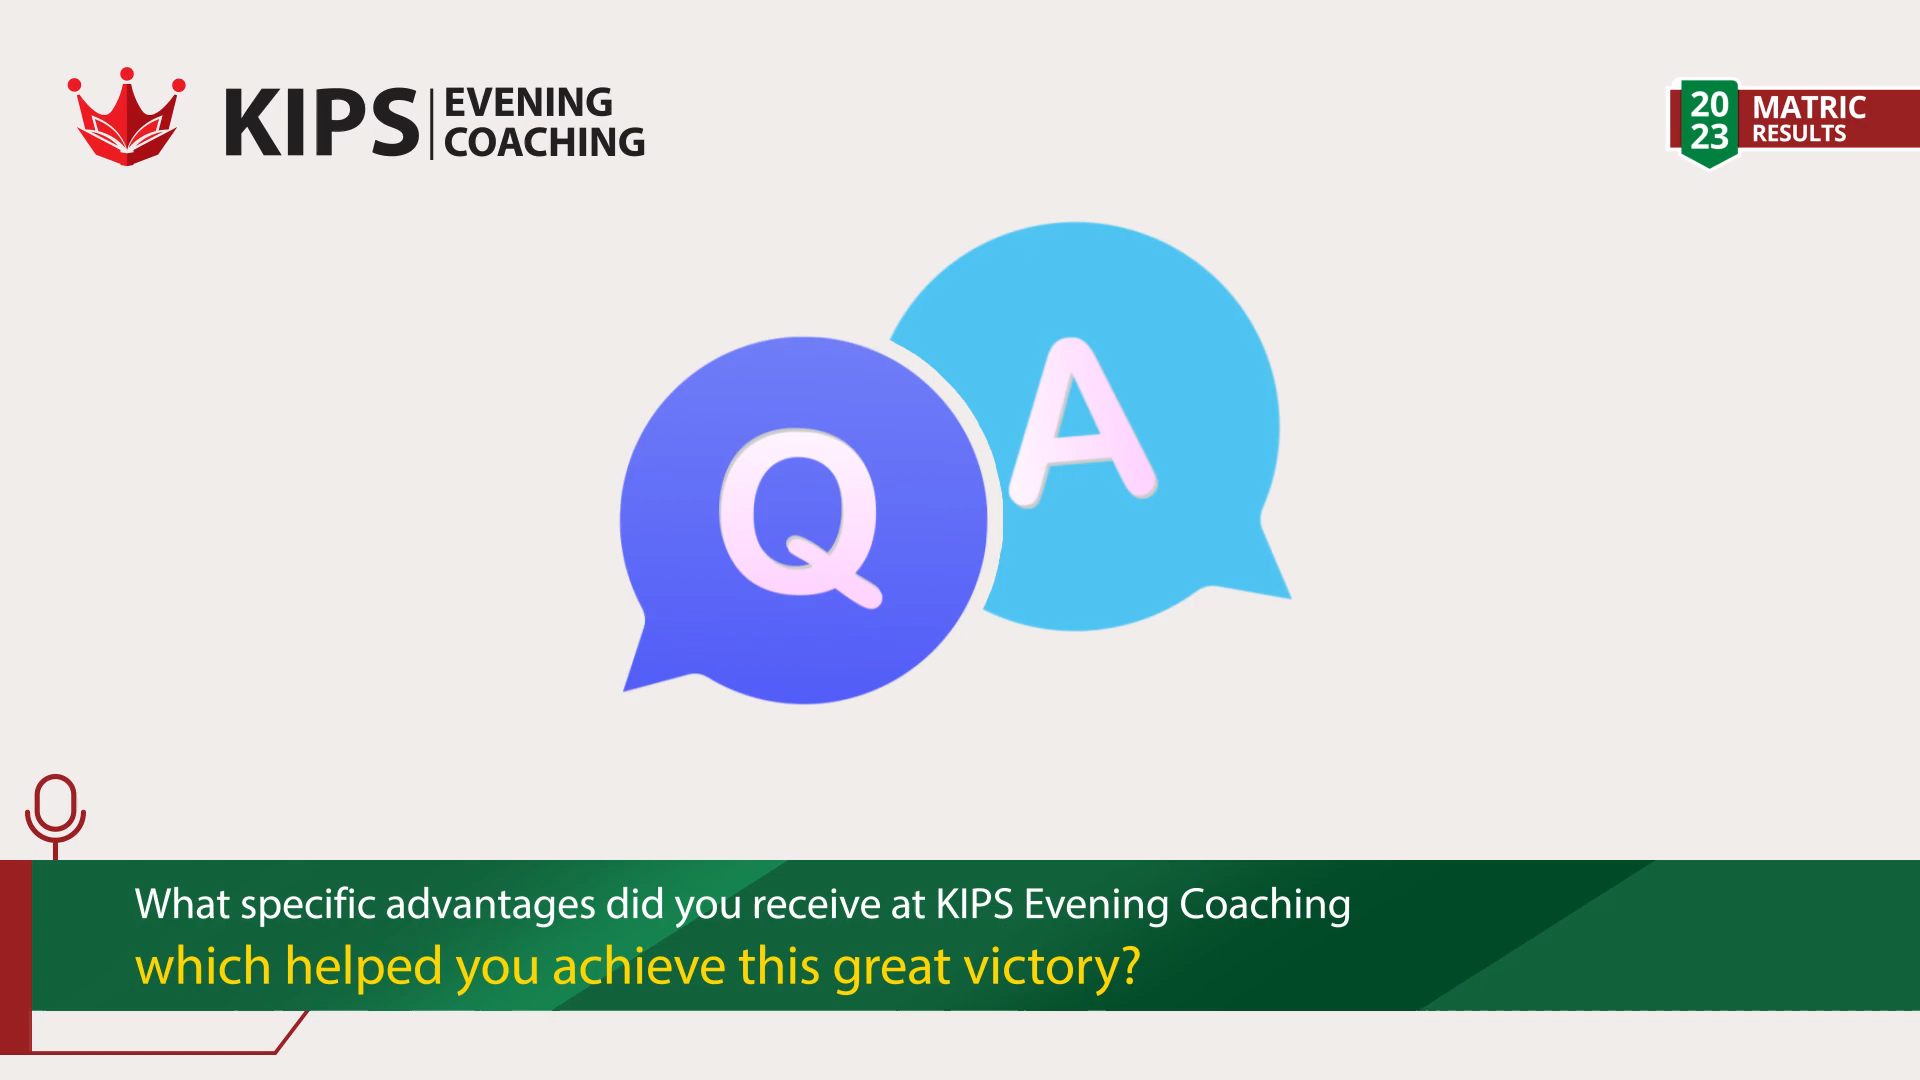 KIPS
EVENING
COACHING
20
23
MATRIC
RESULTS
Q
A
What specific advantages did you receive at KIPS Evening Coaching
which helped you achieve this great victory?